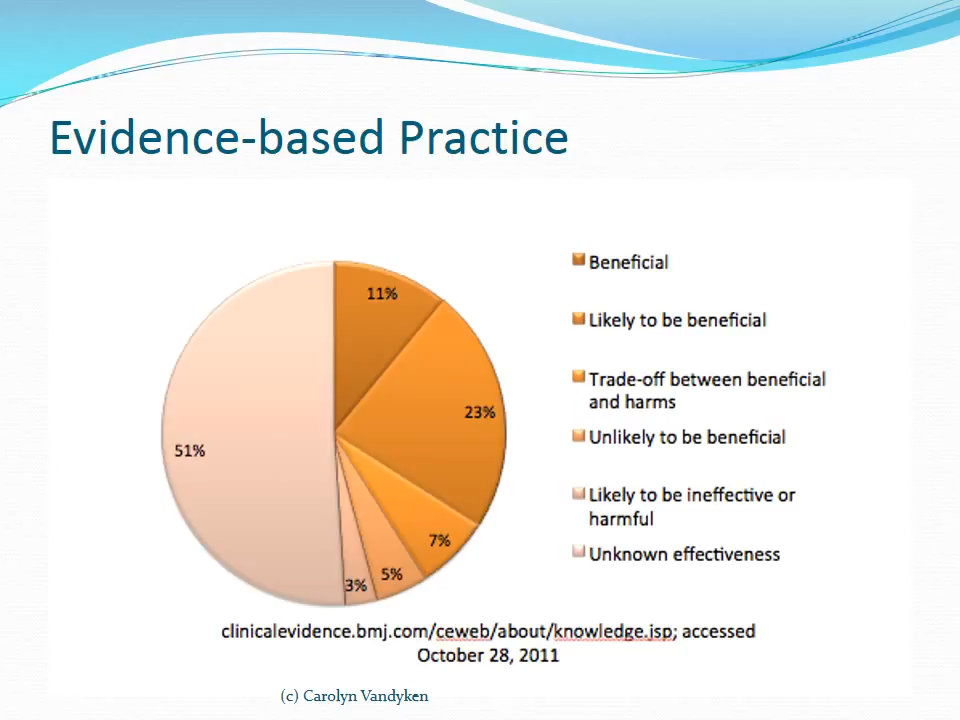 Evidence-based Practice
11%
23%
51%
7%
5%
3%
Beneficial
Likely to be beneficial
Trade-off between beneficial
and harms
Unlikely to be beneficial
Likely to be ineffective or
harmful
Unknown effectiveness
clinicalevidence.bmj.com/ceweb/about/knowledge.jsp; accessed
October 28, 2011
(c) Carolyn Vandyken